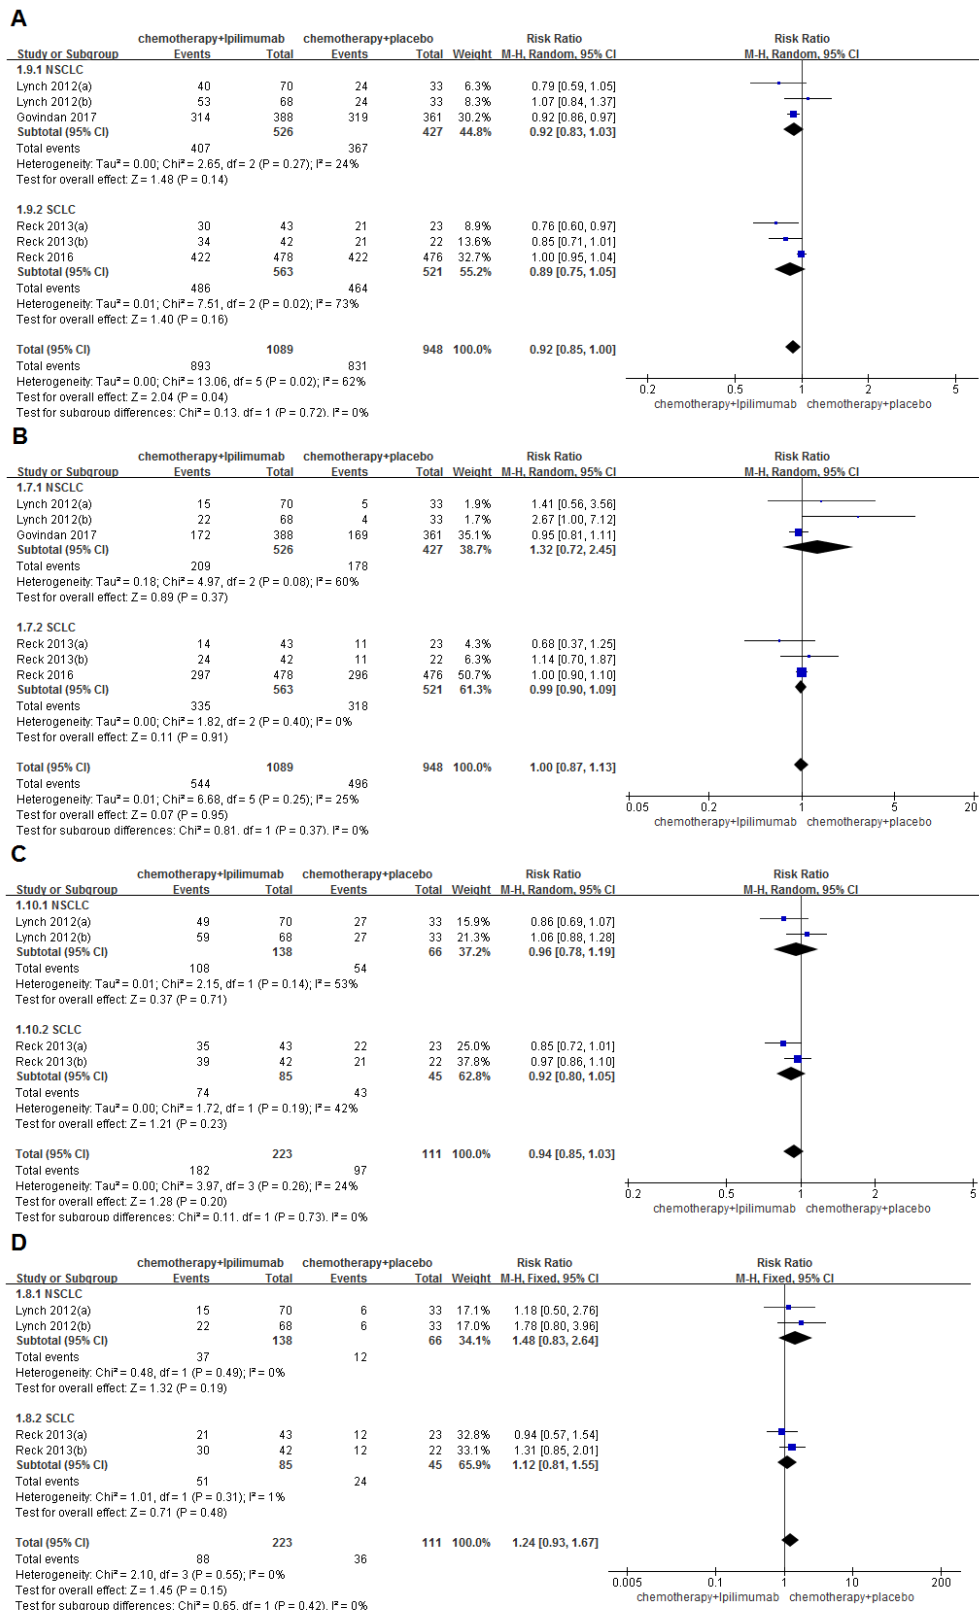 A
chemotherapy+Ipilimumab chemotherapy+placebo Risk Ratio Risk Ratio
Study or Subgroup Events Total Events Total Weight M-H, Random, 95% CI M-H, Random, 95% CI
1.9.1 NSCLC
Lynch 2012(a) 40 70 24 33 6.3% 0.79 [0.59, 1.05]
Lynch 2012(b) 53 68 24 33 8.3% 1.07 [0.84, 1.37]
Govindan 2017 314 388 319 361 30.2% 0.92 [0.86, 0.97]
Subtotal (95% CI) 526 427 44.8% 0.92 [0.83, 1.03]
Total events 407 367
Heterogeneity: Tau² = 0.00; Chi² = 2.65, df = 2 (P = 0.27); I² = 24%
Test for overall effect: Z = 1.48 (P = 0.14)
1.9.2 SCLC
Reck 2013(a) 30 43 21 23 8.9% 0.76 [0.60, 0.97]
Reck 2013(b) 34 42 21 22 13.6% 0.85 [0.71, 1.01]
Reck 2016 422 478 422 476 32.7% 1.00 [0.95, 1.04]
Subtotal (95% CI) 563 521 55.2% 0.89 [0.75, 1.05]
Total events 486 464
Heterogeneity: Tau² = 0.01; Chi² = 7.51, df = 2 (P = 0.02); I² = 73%
Test for overall effect: Z = 1.40 (P = 0.16)
Total (95% CI) 1089 948 100.0% 0.92 [0.85, 1.00]
Total events 893 831
Heterogeneity: Tau² = 0.00; Chi² = 13.06, df = 5 (P = 0.02); I² = 62%
Test for overall effect: Z = 2.04 (P = 0.04)
Test for subgroup differences: Chi² = 0.13, df = 1 (P = 0.72), I² = 0%
0.2 0.5 1 2 5
chemotherapy+Ipilimumab chemotherapy+placebo
B
chemotherapy+Ipilimumab chemotherapy+placebo Risk Ratio Risk Ratio
Study or Subgroup Events Total Events Total Weight M-H, Random, 95% CI M-H, Random, 95% CI
1.7.1 NSCLC
Lynch 2012(a) 15 70 5 33 1.9% 1.41 [0.56, 3.56]
Lynch 2012(b) 22 68 4 33 1.7% 2.67 [1.00, 7.12]
Govindan 2017 172 388 169 361 35.1% 0.95 [0.81, 1.11]
Subtotal (95% CI) 526 427 38.7% 1.32 [0.72, 2.45]
Total events 209 178
Heterogeneity: Tau² = 0.18; Chi² = 4.97, df = 2 (P = 0.08); I² = 60%
Test for overall effect: Z = 0.89 (P = 0.37)
1.7.2 SCLC
Reck 2013(a) 14 43 11 23 4.3% 0.68 [0.37, 1.25]
Reck 2013(b) 24 42 11 22 6.3% 1.14 [0.70, 1.87]
Reck 2016 297 478 296 476 50.7% 1.00 [0.90, 1.10]
Subtotal (95% CI) 563 521 61.3% 0.99 [0.90, 1.09]
Total events 335 318
Heterogeneity: Tau² = 0.00; Chi² = 1.82, df = 2 (P = 0.40); I² = 0%
Test for overall effect: Z = 0.11 (P = 0.91)
Total (95% CI) 1089 948 100.0% 1.00 [0.87, 1.13]
Total events 544 496
Heterogeneity: Tau² = 0.01; Chi² = 6.68, df = 5 (P = 0.25); I² = 25%
Test for overall effect: Z = 0.07 (P = 0.95)
Test for subgroup differences: Chi² = 0.81, df = 1 (P = 0.37), I² = 0%
0.05 0.2 1 5 20
chemotherapy+Ipilimumab chemotherapy+placebo
C
chemotherapy+Ipilimumab chemotherapy+placebo Risk Ratio Risk Ratio
Study or Subgroup Events Total Events Total Weight M-H, Random, 95% CI M-H, Random, 95% CI
1.10.1 NSCLC
Lynch 2012(a) 49 70 27 33 15.9% 0.86 [0.69, 1.07]
Lynch 2012(b) 59 68 27 33 21.3% 1.06 [0.88, 1.28]
Subtotal (95% CI) 138 66 37.2% 0.96 [0.78, 1.19]
Total events 108 54
Heterogeneity: Tau² = 0.01; Chi² = 2.15, df = 1 (P = 0.14); I² = 53%
Test for overall effect: Z = 0.37 (P = 0.71)
1.10.2 SCLC
Reck 2013(a) 35 43 22 23 25.0% 0.85 [0.72, 1.01]
Reck 2013(b) 39 42 21 22 37.8% 0.97 [0.86, 1.10]
Subtotal (95% CI) 85 45 62.8% 0.92 [0.80, 1.05]
Total events 74 43
Heterogeneity: Tau² = 0.00; Chi² = 1.72, df = 1 (P = 0.19); I² = 42%
Test for overall effect: Z = 1.21 (P = 0.23)
Total (95% CI) 223 111 100.0% 0.94 [0.85, 1.03]
Total events 182 97
Heterogeneity: Tau² = 0.00; Chi² = 3.97, df = 3 (P = 0.26); I² = 24%
Test for overall effect: Z = 1.28 (P = 0.20)
Test for subgroup differences: Chi² = 0.11, df = 1 (P = 0.73), I² = 0%
0.2 0.5 1 2 5
chemotherapy+Ipilimumab chemotherapy+placebo
D
chemotherapy+Ipilimumab chemotherapy+placebo Risk Ratio Risk Ratio
Study or Subgroup Events Total Events Total Weight M-H, Fixed, 95% CI M-H, Fixed, 95% CI
1.8.1 NSCLC
Lynch 2012(a) 15 70 6 33 17.1% 1.18 [0.50, 2.76]
Lynch 2012(b) 22 68 6 33 17.0% 1.78 [0.80, 3.96]
Subtotal (95% CI) 138 66 34.1% 1.48 [0.83, 2.64]
Total events 37 12
Heterogeneity: Chi² = 0.48, df = 1 (P = 0.49); I² = 0%
Test for overall effect: Z = 1.32 (P = 0.19)
1.8.2 SCLC
Reck 2013(a) 21 43 12 23 32.8% 0.94 [0.57, 1.54]
Reck 2013(b) 30 42 12 22 33.1% 1.31 [0.85, 2.01]
Subtotal (95% CI) 85 45 65.9% 1.12 [0.81, 1.55]
Total events 51 24
Heterogeneity: Chi² = 1.01, df = 1 (P = 0.31); I² = 1%
Test for overall effect: Z = 0.71 (P = 0.48)
Total (95% CI) 223 111 100.0% 1.24 [0.93, 1.67]
Total events 88 36
Heterogeneity: Chi² = 2.10, df = 3 (P = 0.55); I² = 0%
Test for overall effect: Z = 1.45 (P = 0.15)
Test for subgroup differences: Chi² = 0.65, df = 1 (P = 0.42), I² = 0%
0.005 0.1 1 10 200
chemotherapy+Ipilimumab chemotherapy+placebo